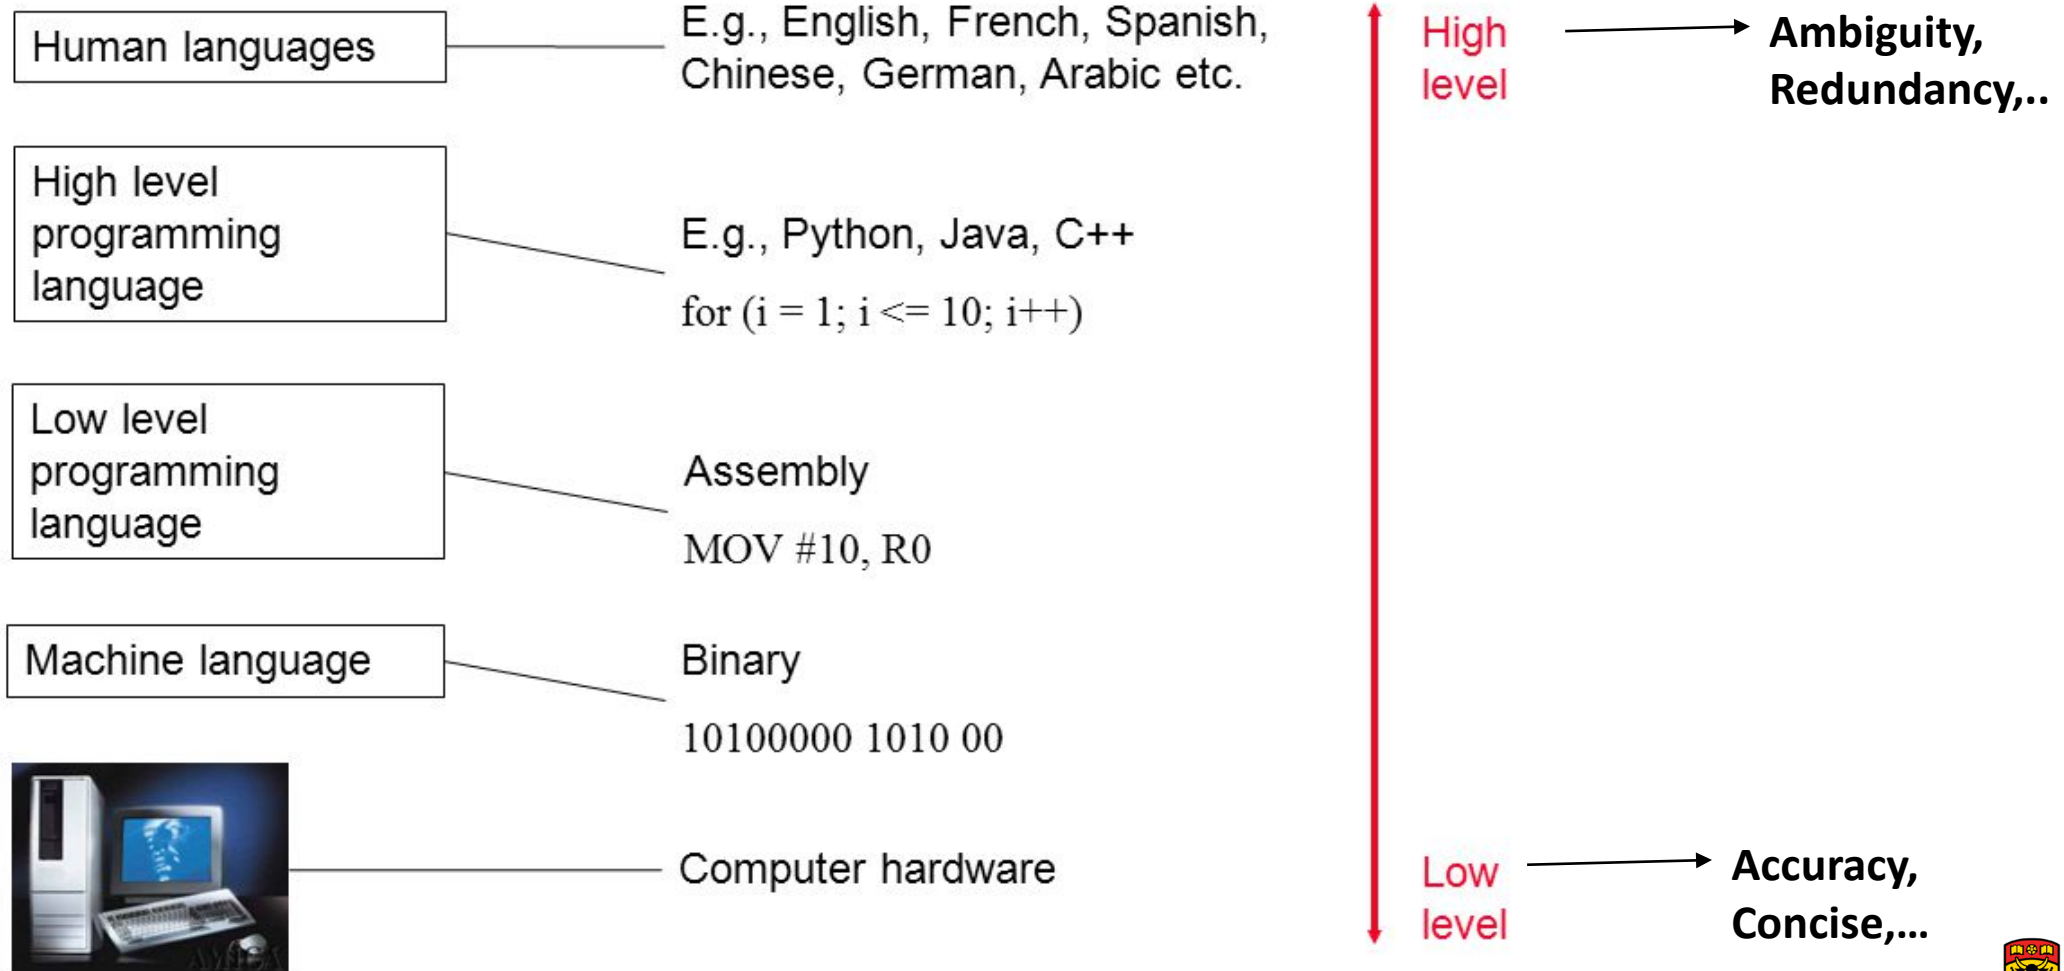 Human languages
E.g., English, French, Spanish,
Chinese, German, Arabic etc.
High
level
Ambiguity,
Redundancy,..
High level
programming
language
E.g., Python, Java, C++
for (i = 1; i <= 10; i++)
Low level
programming
language
Assembly
MOV #10, R0
Machine language
Binary
10100000 1010 00
Computer hardware
Low
level
Accuracy,
Concise,...
AMIGA